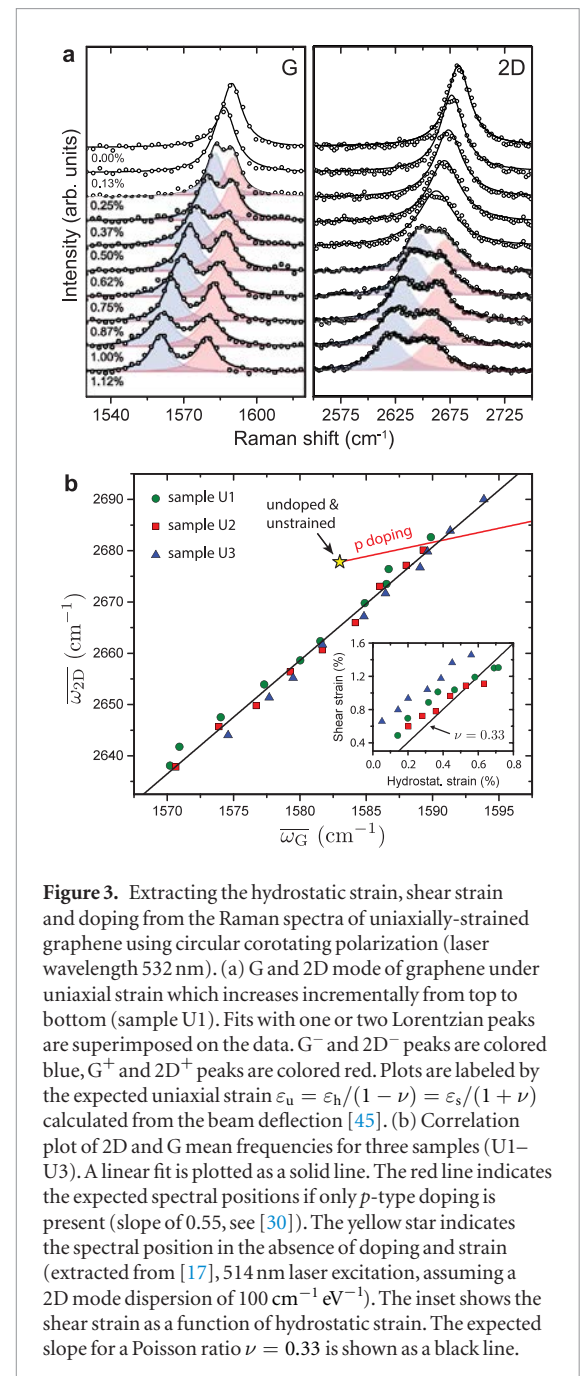 a
G
2D
Intensity (arb. units)
0.00%
0.13%
0.25%
0.37%
0.50%
0.62%
0.75%
0.87%
1.00%
1.12%
1540 1570 1600
2575 2625 2675 2725
Raman shift (cm⁻¹)
b
sample U1
sample U2
sample U3
undoped &
unstrained
p doping
2690
2680
2670
2660
2650
2640
ω2D (cm⁻¹)
Shear strain (%)
1.6
1.2
0.8
0.4
ν = 0.33
0.0 0.2 0.4 0.6 0.8
Hydrostat. strain (%)
1570 1575 1580 1585 1590 1595
ωG (cm⁻¹)
Figure 3. Extracting the hydrostatic strain, shear strain
and doping from the Raman spectra of uniaxially-strained
graphene using circular corotating polarization (laser
wavelength 532 nm). (a) G and 2D mode of graphene under
uniaxial strain which increases incrementally from top to
bottom (sample U1). Fits with one or two Lorentzian peaks
are superimposed on the data. G⁻ and 2D⁻ peaks are colored
blue, G⁺ and 2D⁺ peaks are colored red. Plots are labeled by
the expected uniaxial strain εu = εh/(1 − ν) = εs/(1 + ν)
calculated from the beam deflection [45]. (b) Correlation
plot of 2D and G mean frequencies for three samples (U1–
U3). A linear fit is plotted as a solid line. The red line indicates
the expected spectral positions if only p-type doping is
present (slope of 0.55, see [30]). The yellow star indicates
the spectral position in the absence of doping and strain
(extracted from [17], 514 nm laser excitation, assuming a
2D mode dispersion of 100 cm⁻¹ eV⁻¹). The inset shows the
shear strain as a function of hydrostatic strain. The expected
slope for a Poisson ratio ν = 0.33 is shown as a black line.